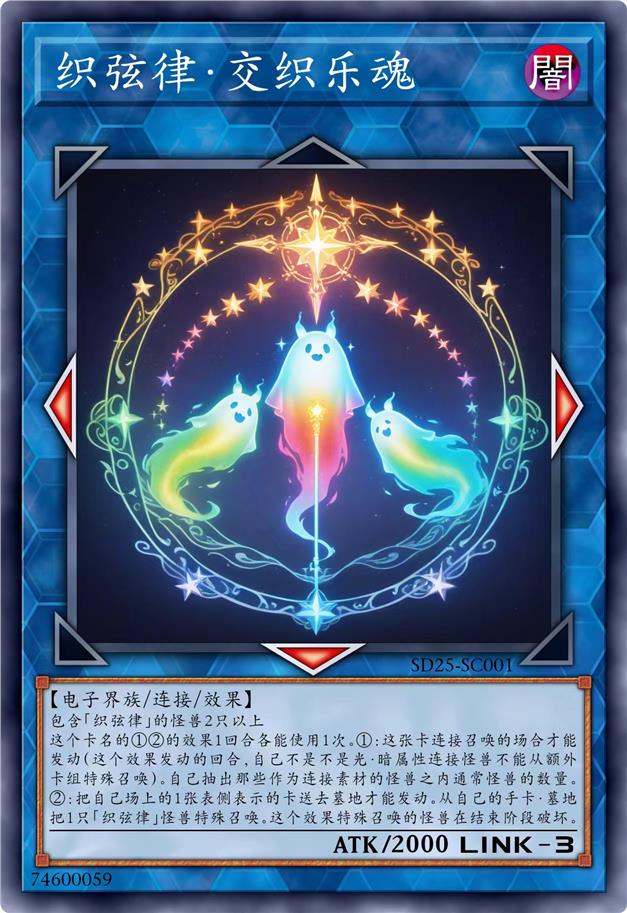 织弦律·交织乐魂
闇
SD25-SC001
【电子界族/连接/效果】
包含「织弦律」的怪兽2只以上
这个卡名的①②的效果1回合各能使用1次。①:这张卡连接召唤的场合才能
发动(这个效果发动的回合,自己不是不是光·暗属性连接怪兽不能从额外
卡组特殊召唤)。自己抽出那些作为连接素材的怪兽之内通常怪兽的数量。
②:把自己场上的1张表侧表示的卡送去墓地才能发动。从自己的手卡·墓地
把1只「织弦律」怪兽特殊召唤。这个效果特殊召唤的怪兽在结束阶段破坏。
ATK/2000 LINK-3
74600059